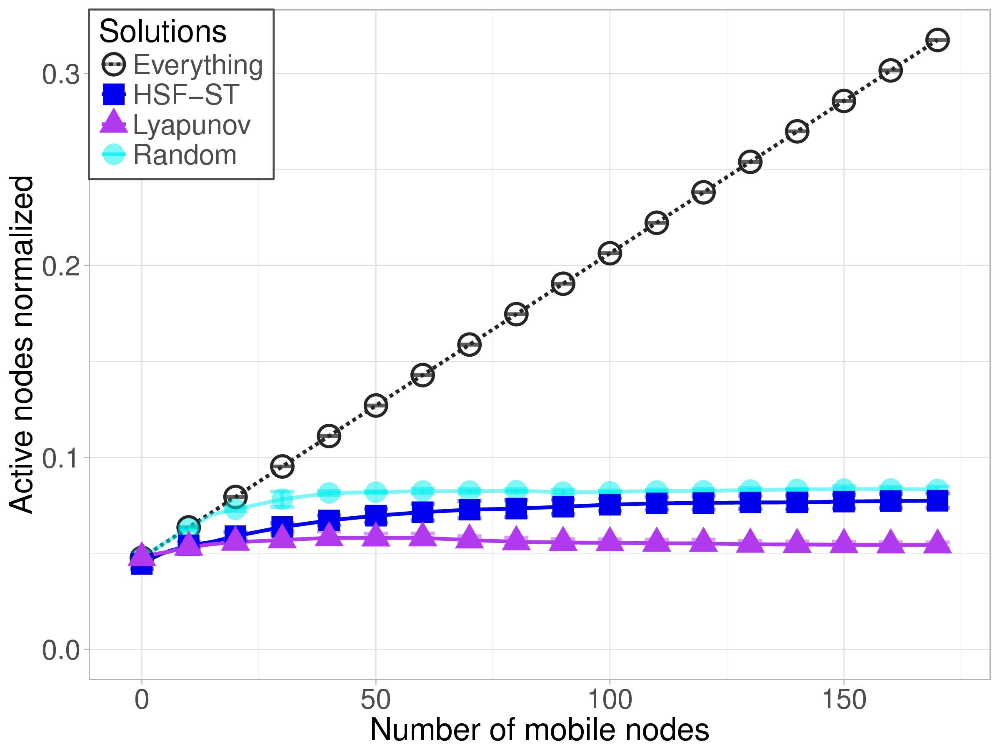 Solutions
Everything
HSF−ST
Lyapunov
Random
Active nodes normalized
0.3
0.2
0.1
0.0
0 50 100 150
Number of mobile nodes